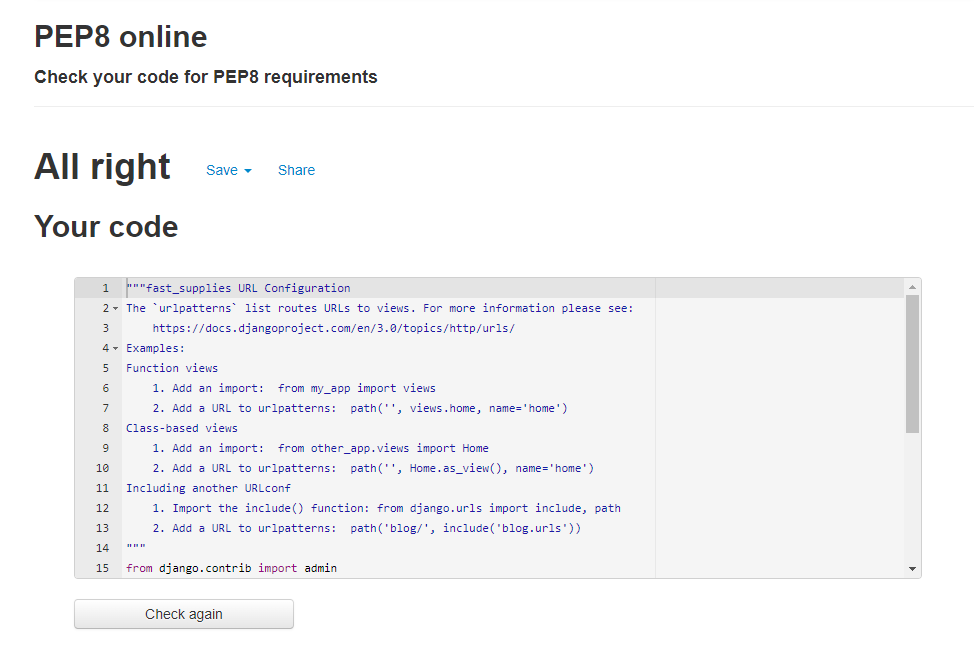 PEP8 online
Check your code for PEP8 requirements
All right Save Share
Your code
1 """fast_supplies URL Configuration
2 The `urlpatterns` list routes URLs to views. For more information please see:
3     https://docs.djangoproject.com/en/3.0/topics/http/urls/
4 Examples:
5 Function views
6     1. Add an import:  from my_app import views
7     2. Add a URL to urlpatterns:  path('', views.home, name='home')
8 Class-based views
9     1. Add an import:  from other_app.views import Home
10     2. Add a URL to urlpatterns:  path('', Home.as_view(), name='home')
11 Including another URLconf
12     1. Import the include() function: from django.urls import include, path
13     2. Add a URL to urlpatterns:  path('blog/', include('blog.urls'))
14 """
15 from django.contrib import admin
Check again